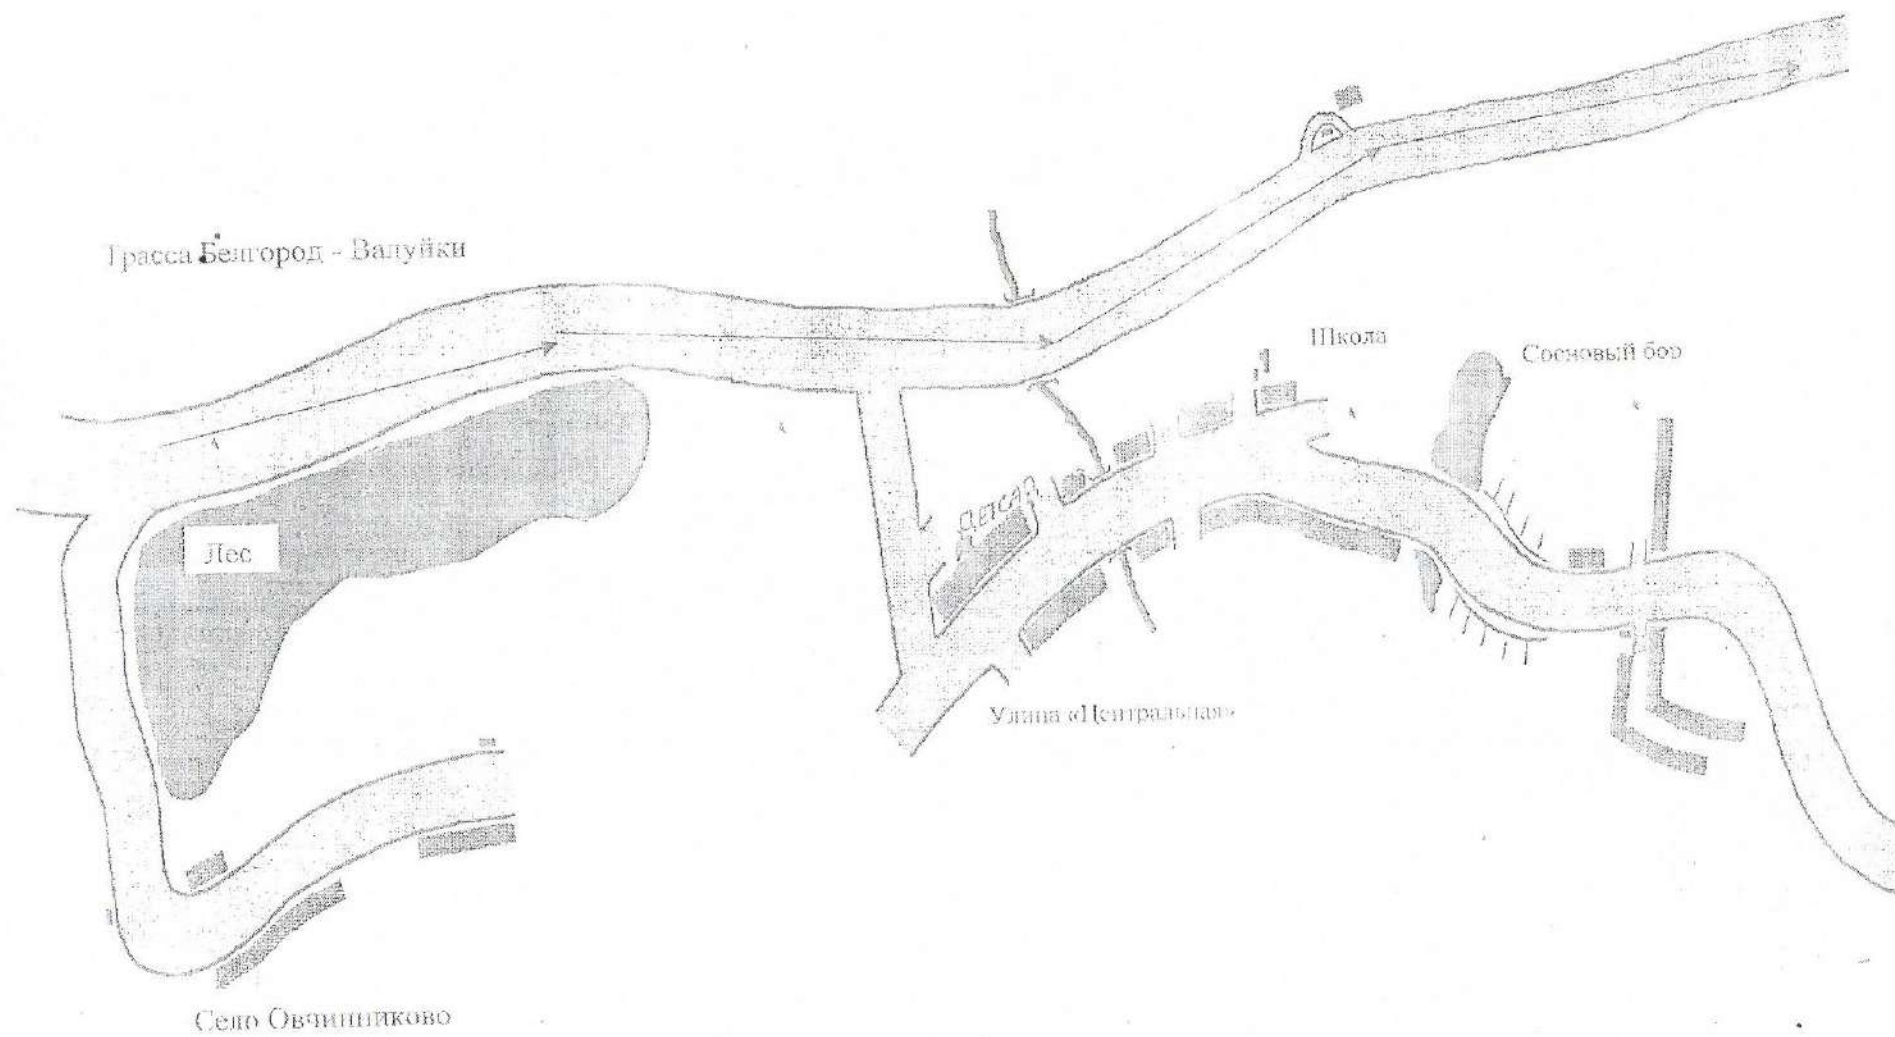 Трасса Белгород - Валуйки
Школа
Сосновый бор
ДЕТСАД
Лес
Улица «Центральная»
Село Овчинниково